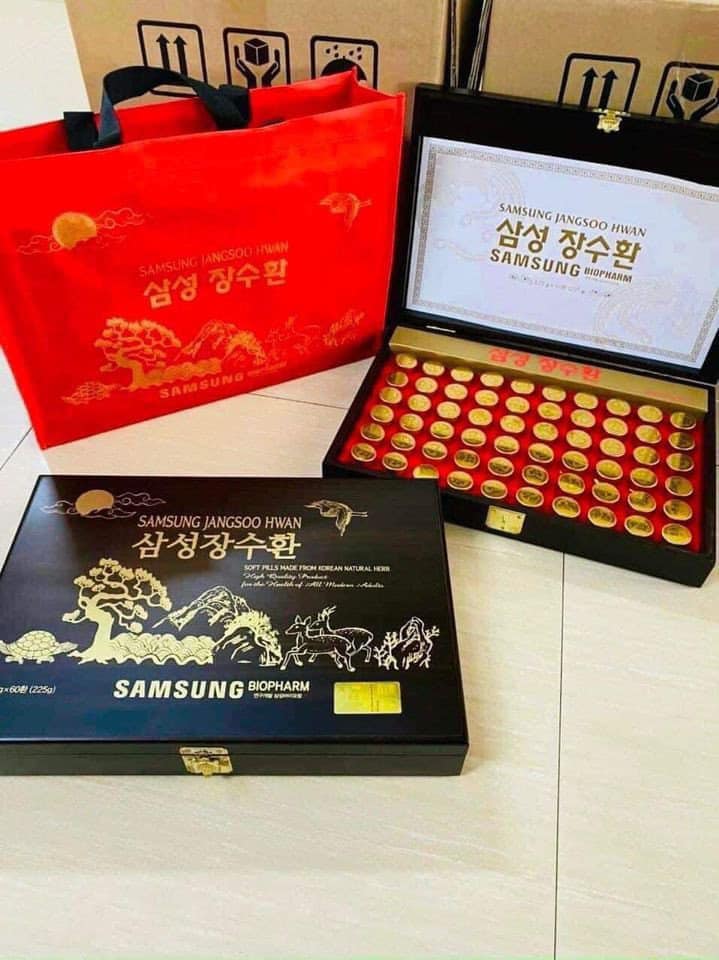 SAMSUNG JANGSOO HWAN
삼성 장수환
SAMSUNG
SAMSUNG JANGSOO HWAN
삼성 장수환
SAMSUNG BIOPHARM
삼성 장수환
SAMSUNG JANGSOO HWAN
삼성장수환
SOFT PILLS MADE FROM KOREAN NATURAL HERB
High Quality Product
for the Health of All Modern Adults
g×60환 (225g)
SAMSUNG BIOPHARM